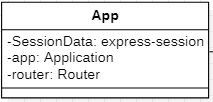 App
-SessionData: express-session
-app: Application
-router: Router